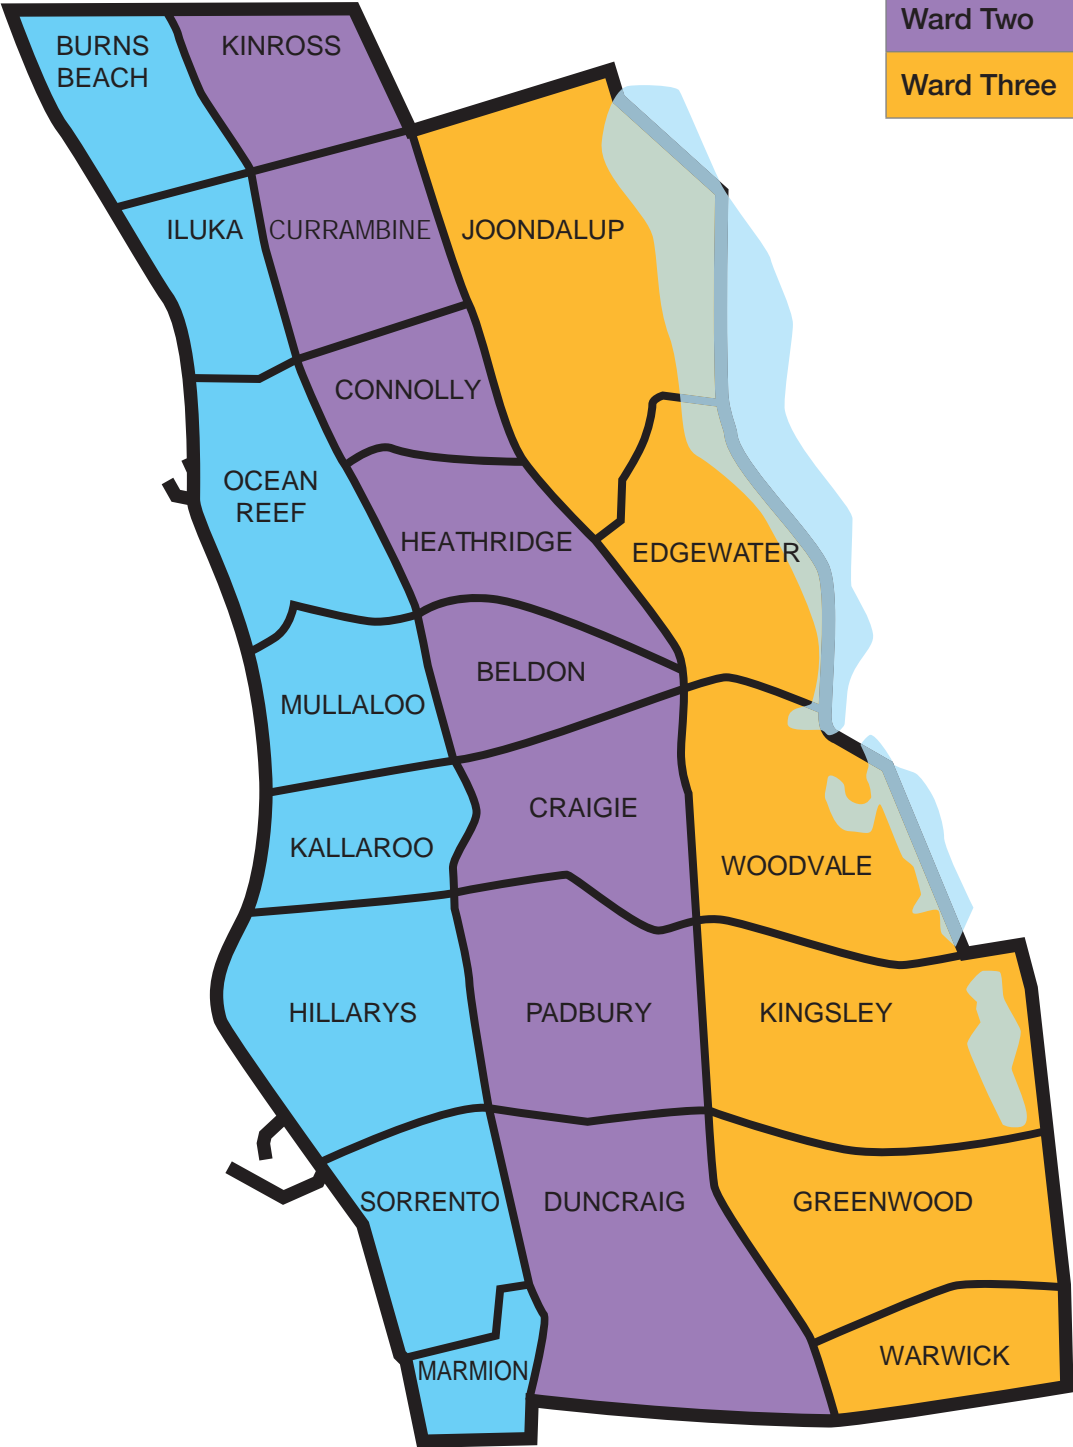 Ward Two
Ward Three
BURNS
BEACH
KINROSS
ILUKA
CURRAMBINE
JOONDALUP
CONNOLLY
OCEAN
REEF
HEATHRIDGE
EDGEWATER
BELDON
MULLALOO
CRAIGIE
KALLAROO
WOODVALE
HILLARYS
PADBURY
KINGSLEY
SORRENTO
DUNCRAIG
GREENWOOD
WARWICK
MARMION